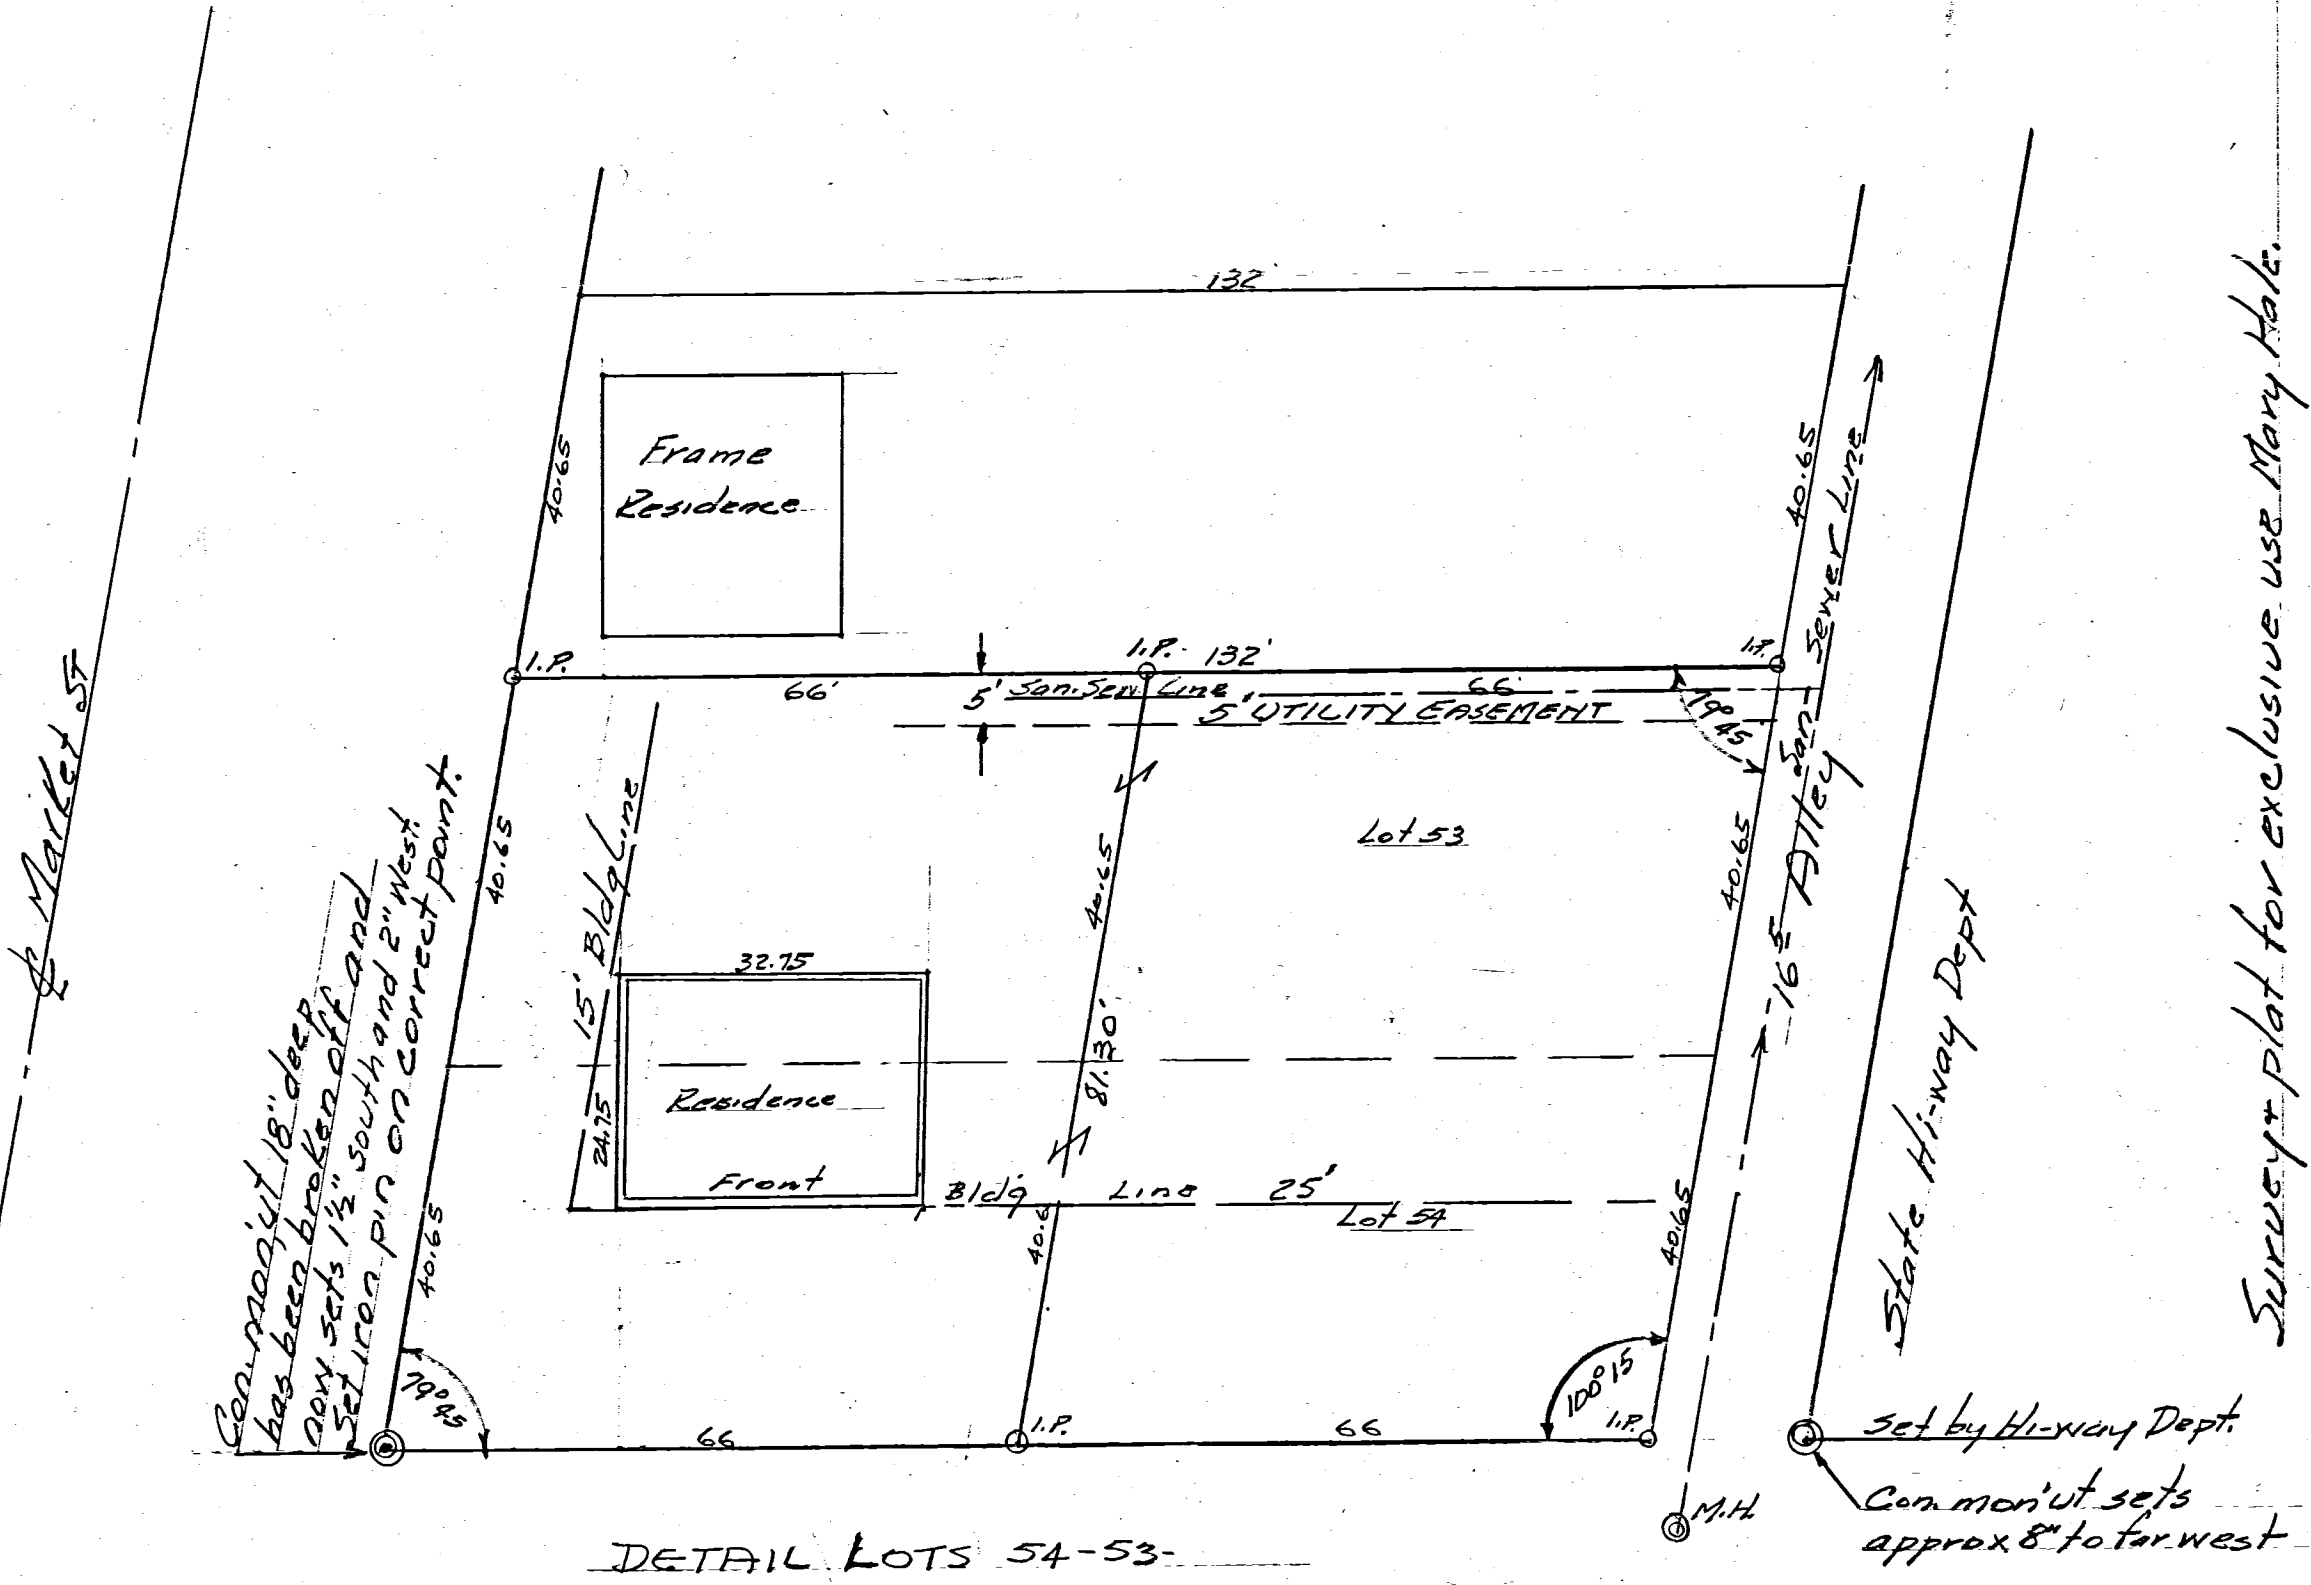 132'
Frame
Residence
40.65
40.65
I.P.
I.P.
132'
I.P.
66'
5'
San. Sew. Line
66'
5' UTILITY EASEMENT
79° 45
San Sewer Line
16⁵ Alley
State Hi-way Dept
℄ Market St
15' Bldg Line
40.65
40.65
40.65
Lot 53
32.75
24.75
Residence
Front
81.30'
Bldg Line 25'
Lot 54
40.65
40.6
40.65
79° 45
100° 15
66
I.P.
66
I.P.
M.H.
Con. mon'ut 18" deep
has been broken off and
now sets 1½" south and 2" West.
Set iron pin on correct point.
Set by Hi-way Dept.
Con. mon'ut sets
approx 8" to far west
DETAIL LOTS 54-53-
Survey + plat for exclusive use Mary Hale.